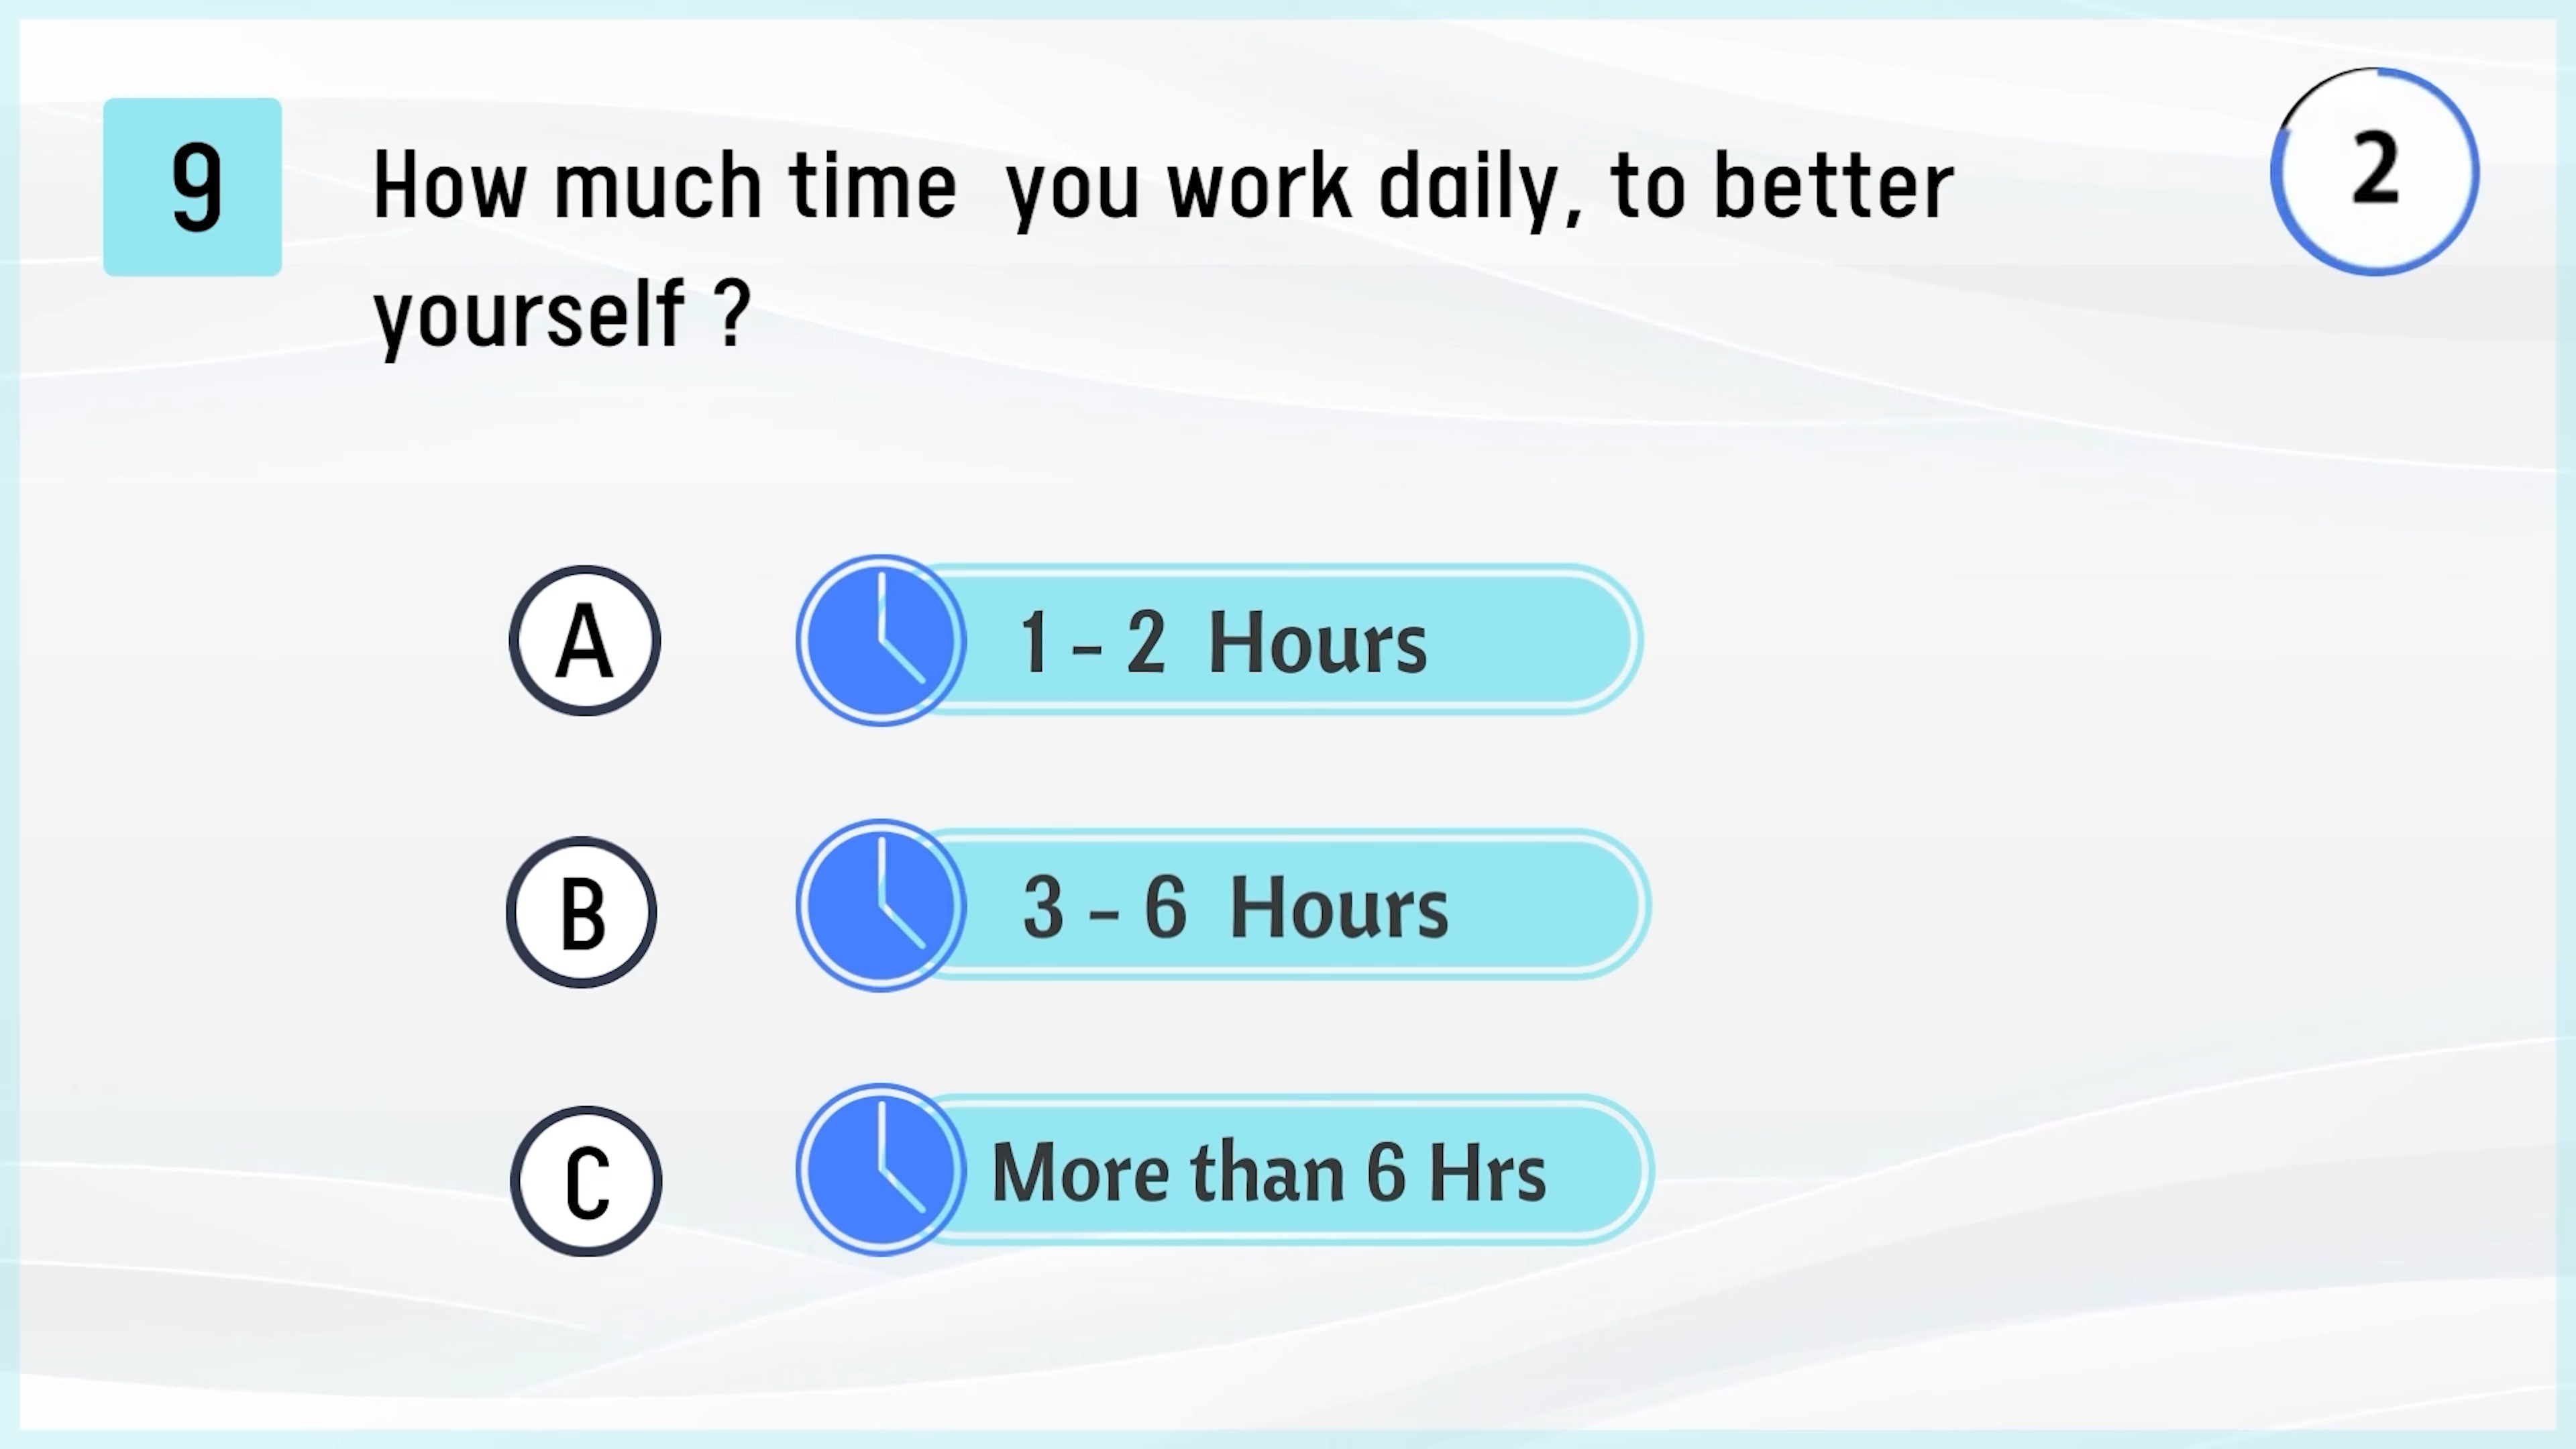 9
How much time  you work daily, to better
yourself ?
2
A
1 - 2  Hours
B
3 - 6  Hours
C
More than 6 Hrs